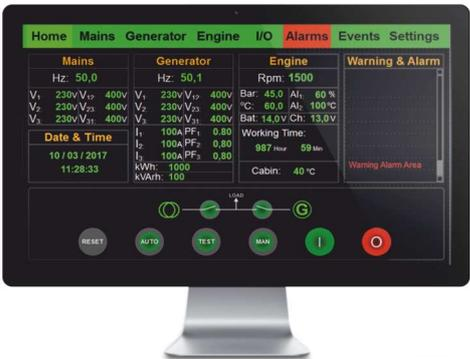 Home Mains Generator Engine I/O Alarms Events Settings
Mains
Hz: 50,0
V1 230v V12 400v
V2 230v V23 400v
V3 230v V31 400v
Date & Time
10 / 03 / 2017
11:28:33
Generator
Hz: 50,1
V1 230v V12 400v
V2 230v V23 400v
V3 230v V31 400v
I1 100A PF1 0,80
I2 100A PF2 0,80
I3 100A PF3 0,80
kWh: 1000
kVArh: 100
Engine
Rpm: 1500
Bar: 45,0 AI1: 60 %
°C: 60,0 AI2: 100°C
Bat: 14,0v Ch: 13,0v
Working Time:
987 Hour 59 Min
Cabin: 40 °C
Warning & Alarm
Warning Alarm Area
LOAD
G
RESET AUTO TEST MAN I O